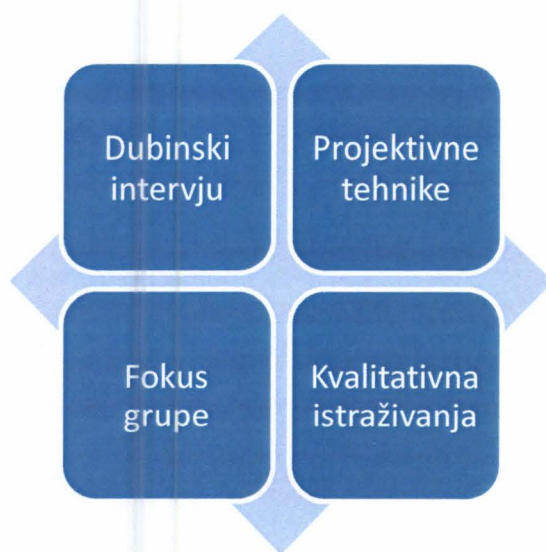 Dubinski
intervju
Projektivne
tehnike
Fokus
grupe
Kvalitativna
istraživanja